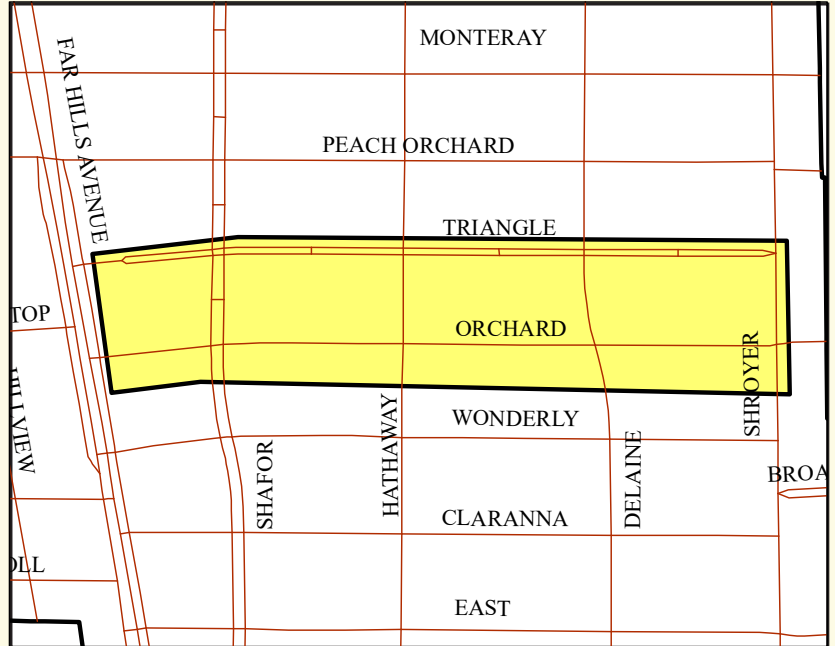 MONTERAY
FAR HILLS AVENUE
PEACH ORCHARD
TRIANGLE
TOP
ORCHARD
SHROYER
HILLVIEW
WONDERLY
HATHAWAY
SHAFOR
DELAINE
BROA
CLARANNA
OLL
EAST